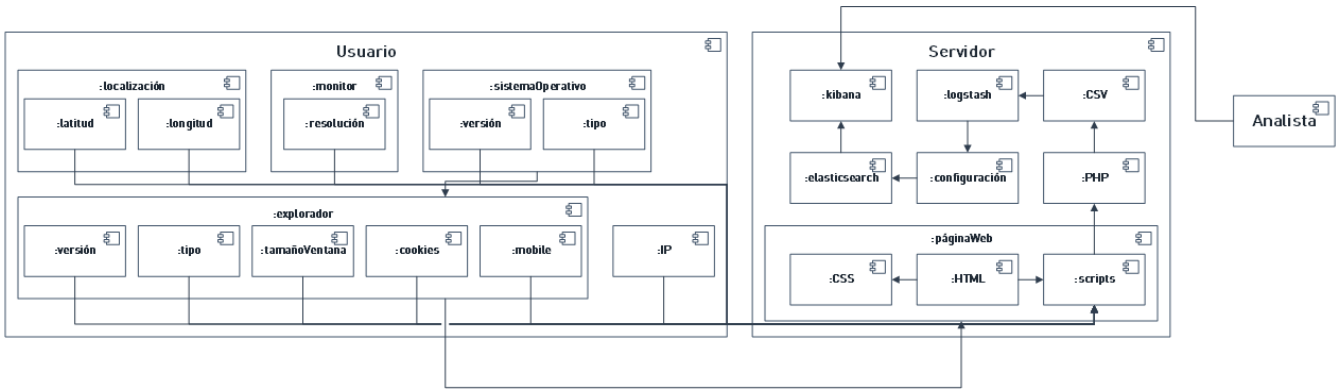 Usuario
:localización
:latitud
:longitud
:monitor
:resolución
:sistemaOperativo
:versión
:tipo
:explorador
:versión
:tipo
:tamañoVentana
:cookies
:mobile
:IP
Servidor
:kibana
:logstash
:CSV
:elasticsearch
:configuración
:PHP
:páginaWeb
:CSS
:HTML
:scripts
Analista